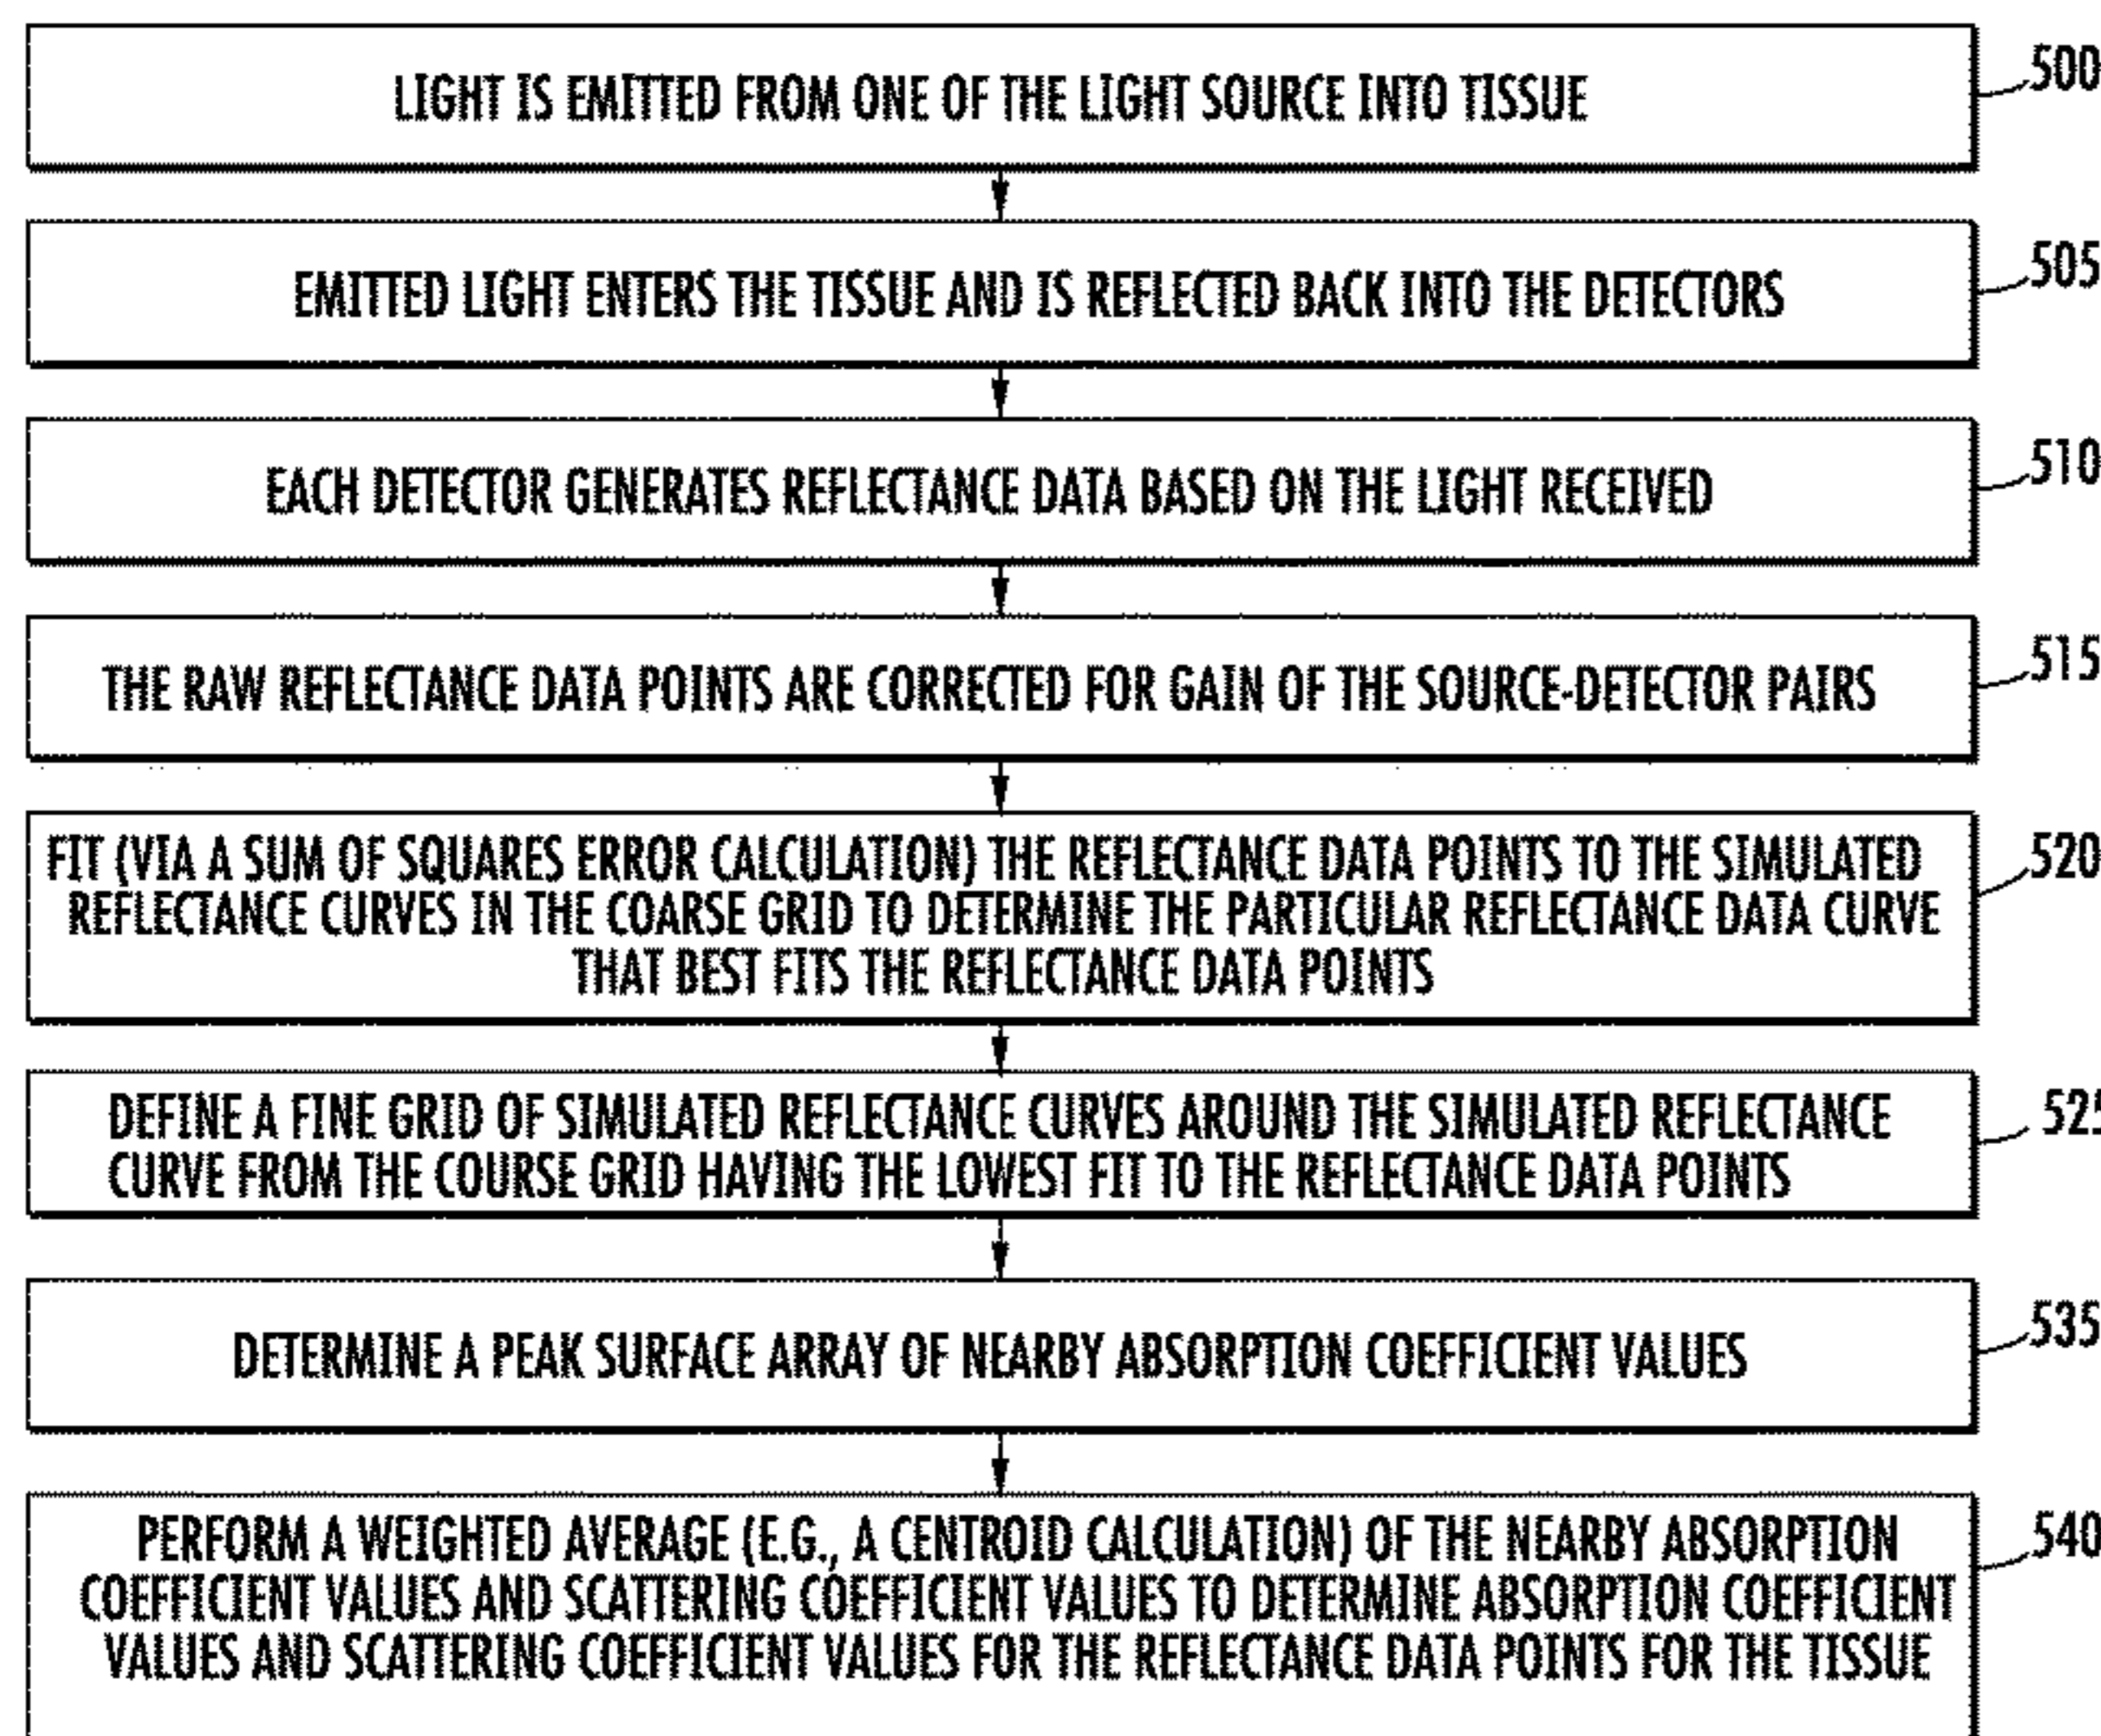 LIGHT IS EMITTED FROM ONE OF THE LIGHT SOURCE INTO TISSUE
500
EMITTED LIGHT ENTERS THE TISSUE AND IS REFLECTED BACK INTO THE DETECTORS
505
EACH DETECTOR GENERATES REFLECTANCE DATA BASED ON THE LIGHT RECEIVED
510
THE RAW REFLECTANCE DATA POINTS ARE CORRECTED FOR GAIN OF THE SOURCE-DETECTOR PAIRS
515
FIT (VIA A SUM OF SQUARES ERROR CALCULATION) THE REFLECTANCE DATA POINTS TO THE SIMULATED
REFLECTANCE CURVES IN THE COARSE GRID TO DETERMINE THE PARTICULAR REFLECTANCE DATA CURVE
THAT BEST FITS THE REFLECTANCE DATA POINTS
520
DEFINE A FINE GRID OF SIMULATED REFLECTANCE CURVES AROUND THE SIMULATED REFLECTANCE
CURVE FROM THE COURSE GRID HAVING THE LOWEST FIT TO THE REFLECTANCE DATA POINTS
525
DETERMINE A PEAK SURFACE ARRAY OF NEARBY ABSORPTION COEFFICIENT VALUES
535
PERFORM A WEIGHTED AVERAGE (E.G., A CENTROID CALCULATION) OF THE NEARBY ABSORPTION
COEFFICIENT VALUES AND SCATTERING COEFFICIENT VALUES TO DETERMINE ABSORPTION COEFFICIENT
VALUES AND SCATTERING COEFFICIENT VALUES FOR THE REFLECTANCE DATA POINTS FOR THE TISSUE
540